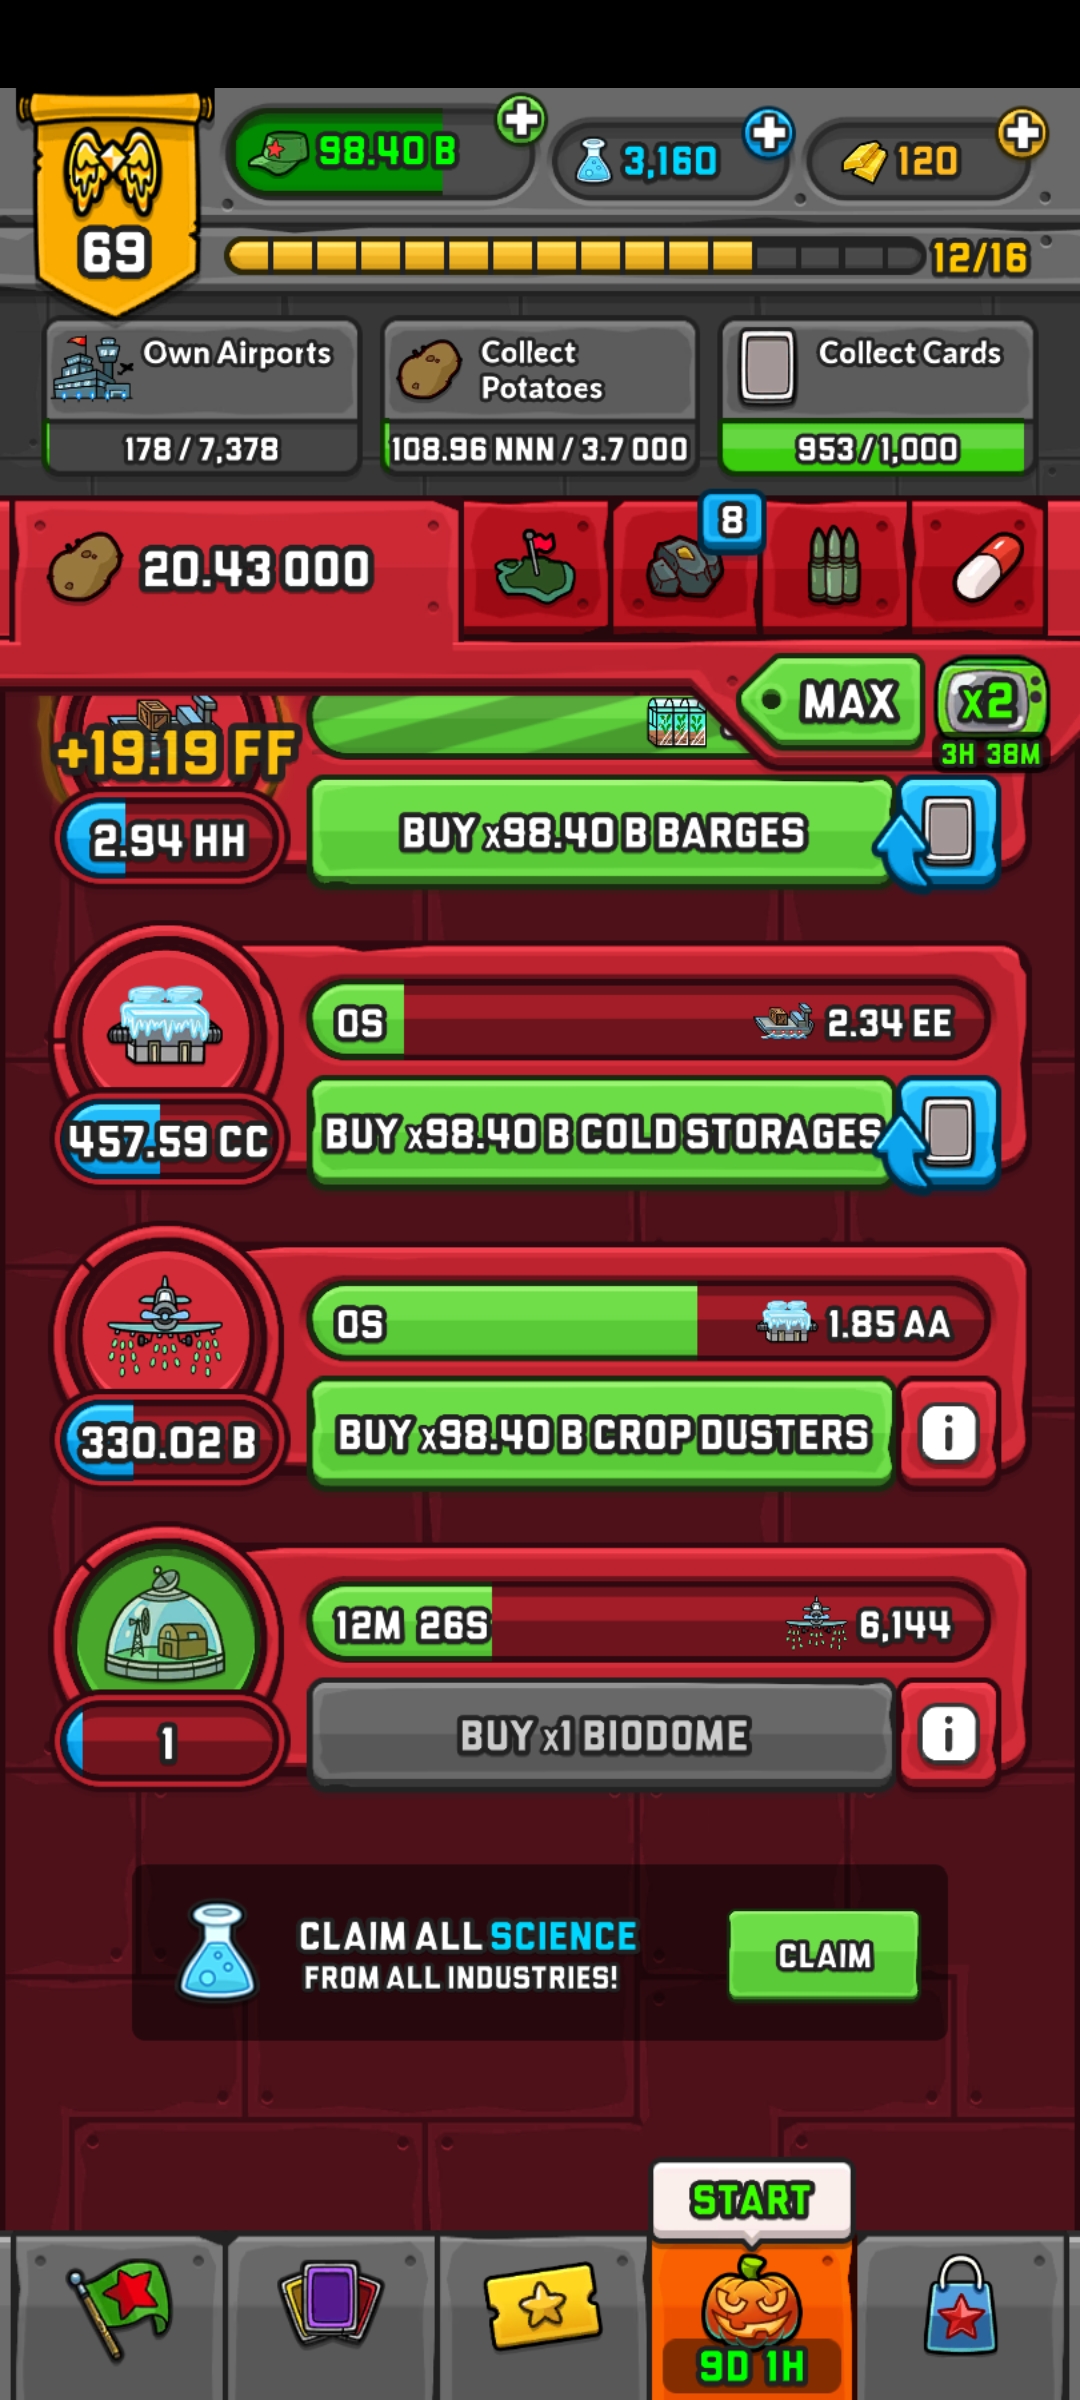 69
98.40 B
3,160
120
12/16
Own Airports
178 / 7,378
Collect
Potatoes
108.96 NNN / 3.7 OOO
Collect Cards
953 / 1,000
20.43 OOO
8
MAX
x2
3H 38M
+19.19 FF
2.94 HH
BUY x98.40 B BARGES
0S
2.34 EE
457.59 CC
BUY x98.40 B COLD STORAGES
0S
1.85 AA
330.02 B
BUY x98.40 B CROP DUSTERS
i
12M 26S
6,144
1
BUY x1 BIODOME
i
CLAIM ALL SCIENCE
FROM ALL INDUSTRIES!
CLAIM
START
9D 1H